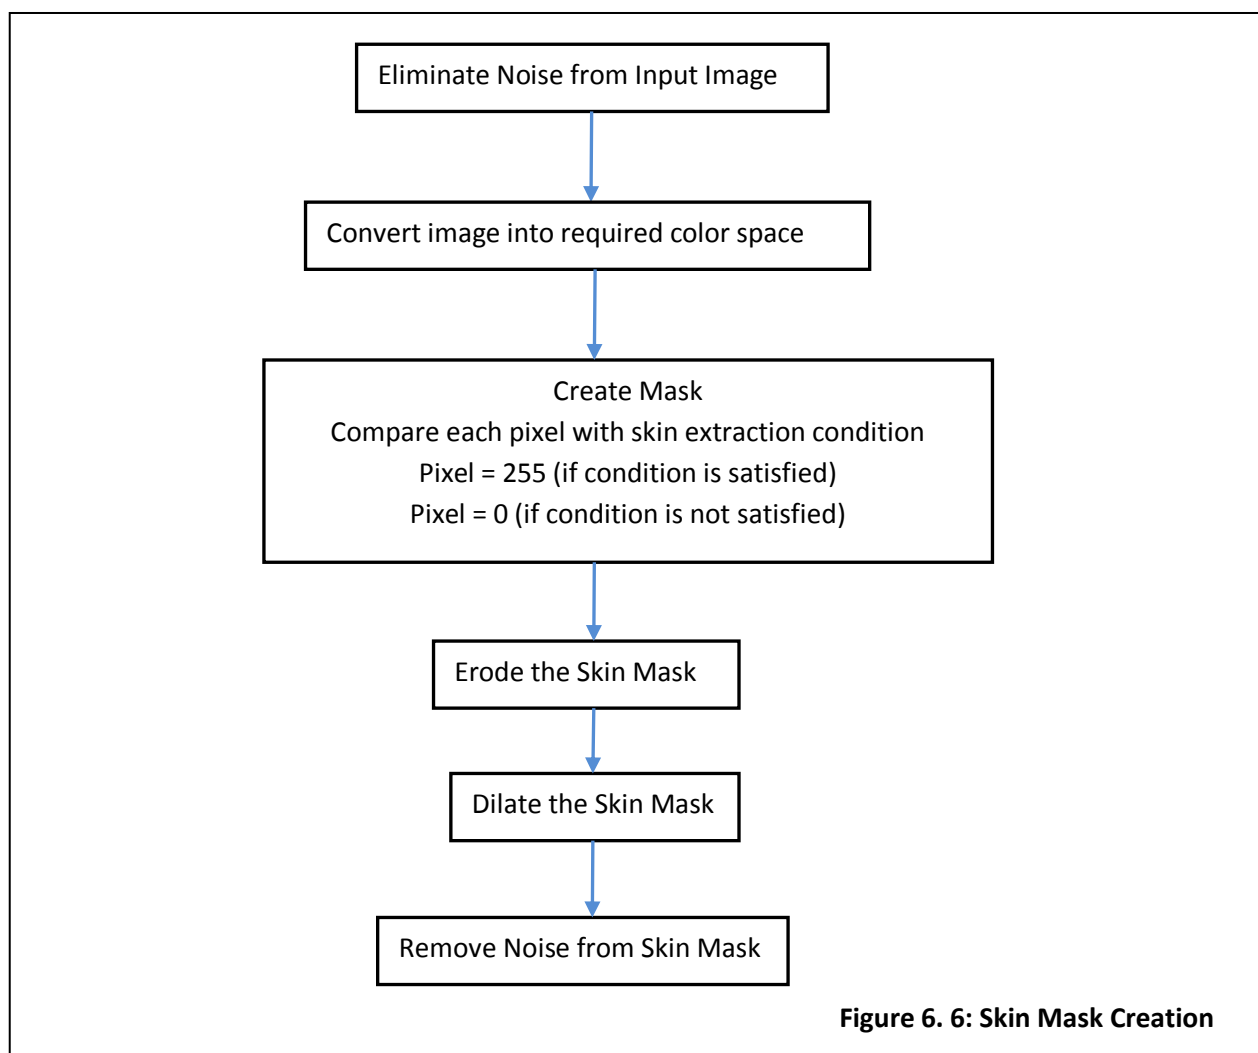 Eliminate Noise from Input Image
Convert image into required color space
Create Mask
Compare each pixel with skin extraction condition
Pixel = 255 (if condition is satisfied)
Pixel = 0 (if condition is not satisfied)
Erode the Skin Mask
Dilate the Skin Mask
Remove Noise from Skin Mask
Figure 6. 6: Skin Mask Creation